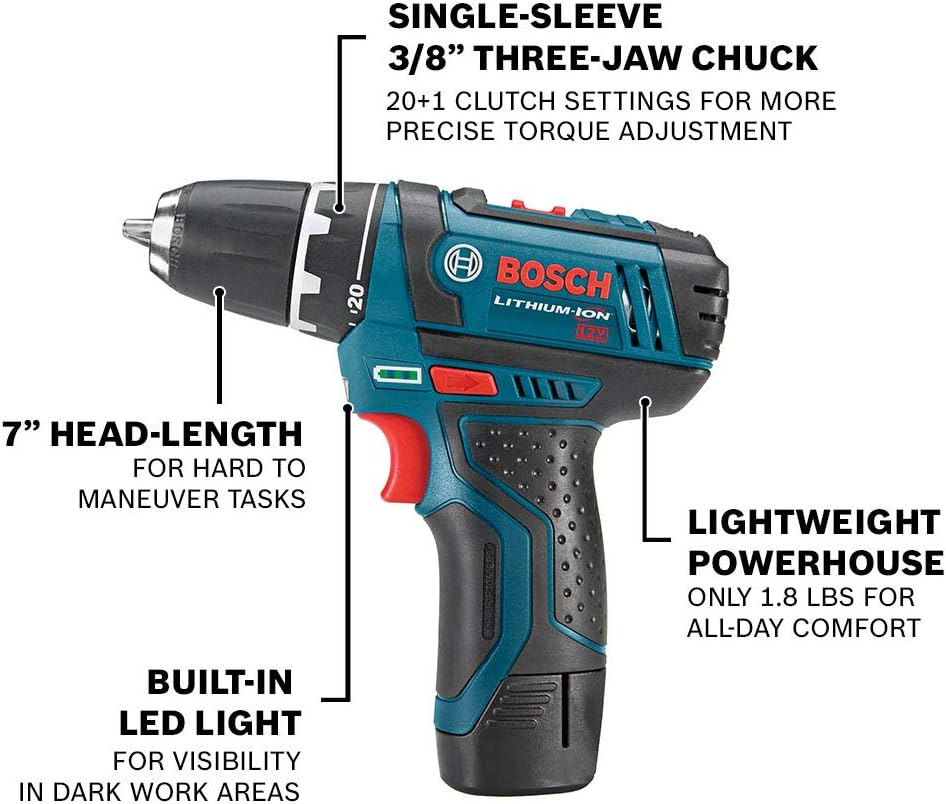 SINGLE-SLEEVE
3/8” THREE-JAW CHUCK
20+1 CLUTCH SETTINGS FOR MORE
PRECISE TORQUE ADJUSTMENT
BOSCH
BOSCH
LITHIUM-ION
12V
20
7” HEAD-LENGTH
FOR HARD TO
MANEUVER TASKS
LIGHTWEIGHT
POWERHOUSE
ONLY 1.8 LBS FOR
ALL-DAY COMFORT
BUILT-IN
LED LIGHT
FOR VISIBILITY
IN DARK WORK AREAS